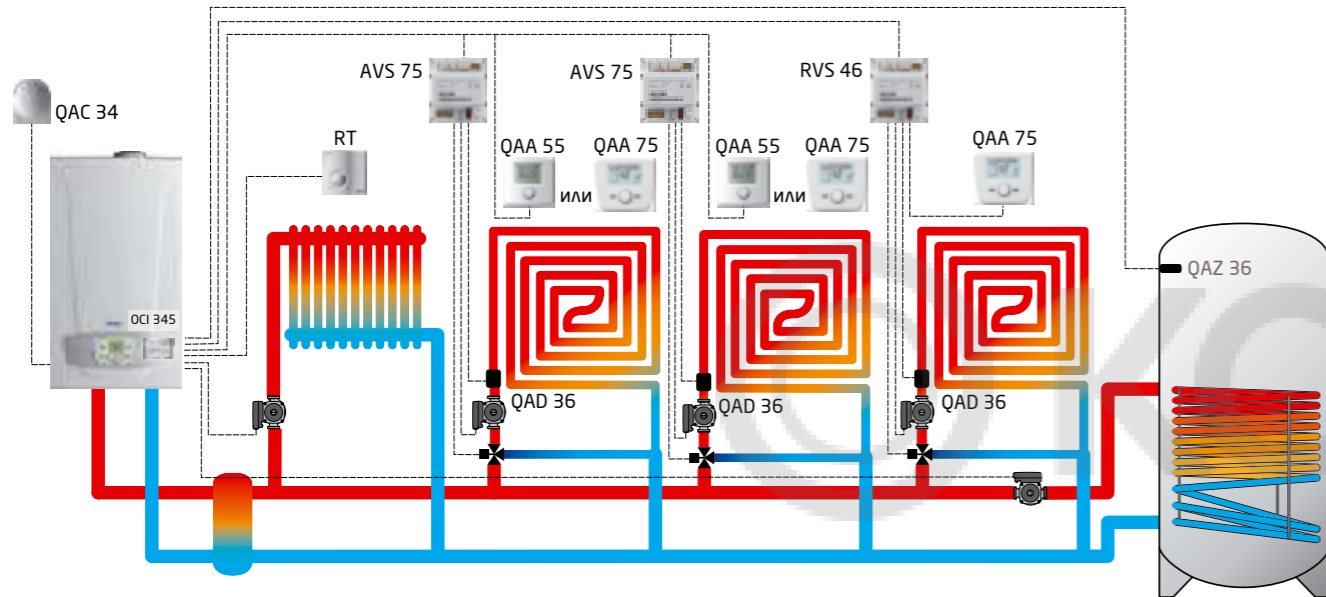 AVS 75
AVS 75
RVS 46
QAC 34
RT
QAA 55
QAA 75
QAA 55
QAA 75
QAA 75
или
или
QAZ 36
OCI 345
QAD 36
QAD 36
QAD 36